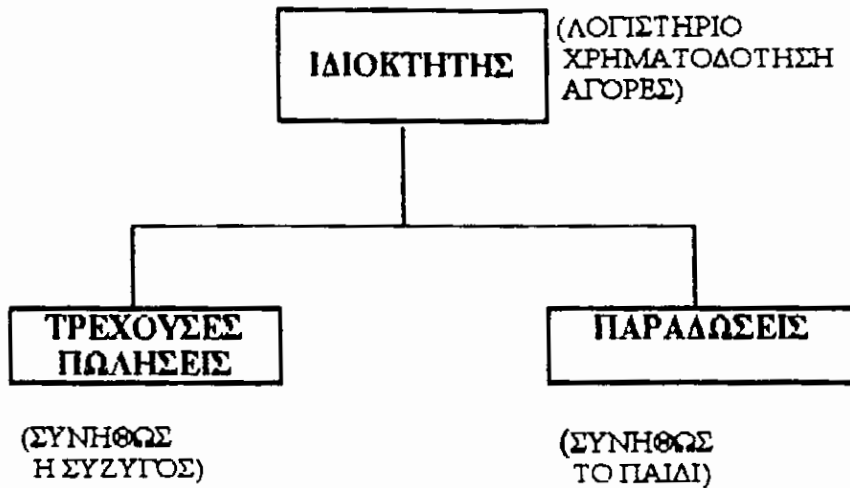 ΙΔΙΟΚΤΗΤΗΣ
(ΛΟΓΙΣΤΗΡΙΟ
ΧΡΗΜΑΤΟΔΟΤΗΣΗ
ΑΓΟΡΕΣ)
ΤΡΕΧΟΥΣΕΣ
ΠΩΛΗΣΕΙΣ
ΠΑΡΑΔΩΣΕΙΣ
(ΣΥΝΗΘΩΣ
Η ΣΥΖΥΓΟΣ)
(ΣΥΝΗΘΩΣ
ΤΟ ΠΑΙΔΙ)